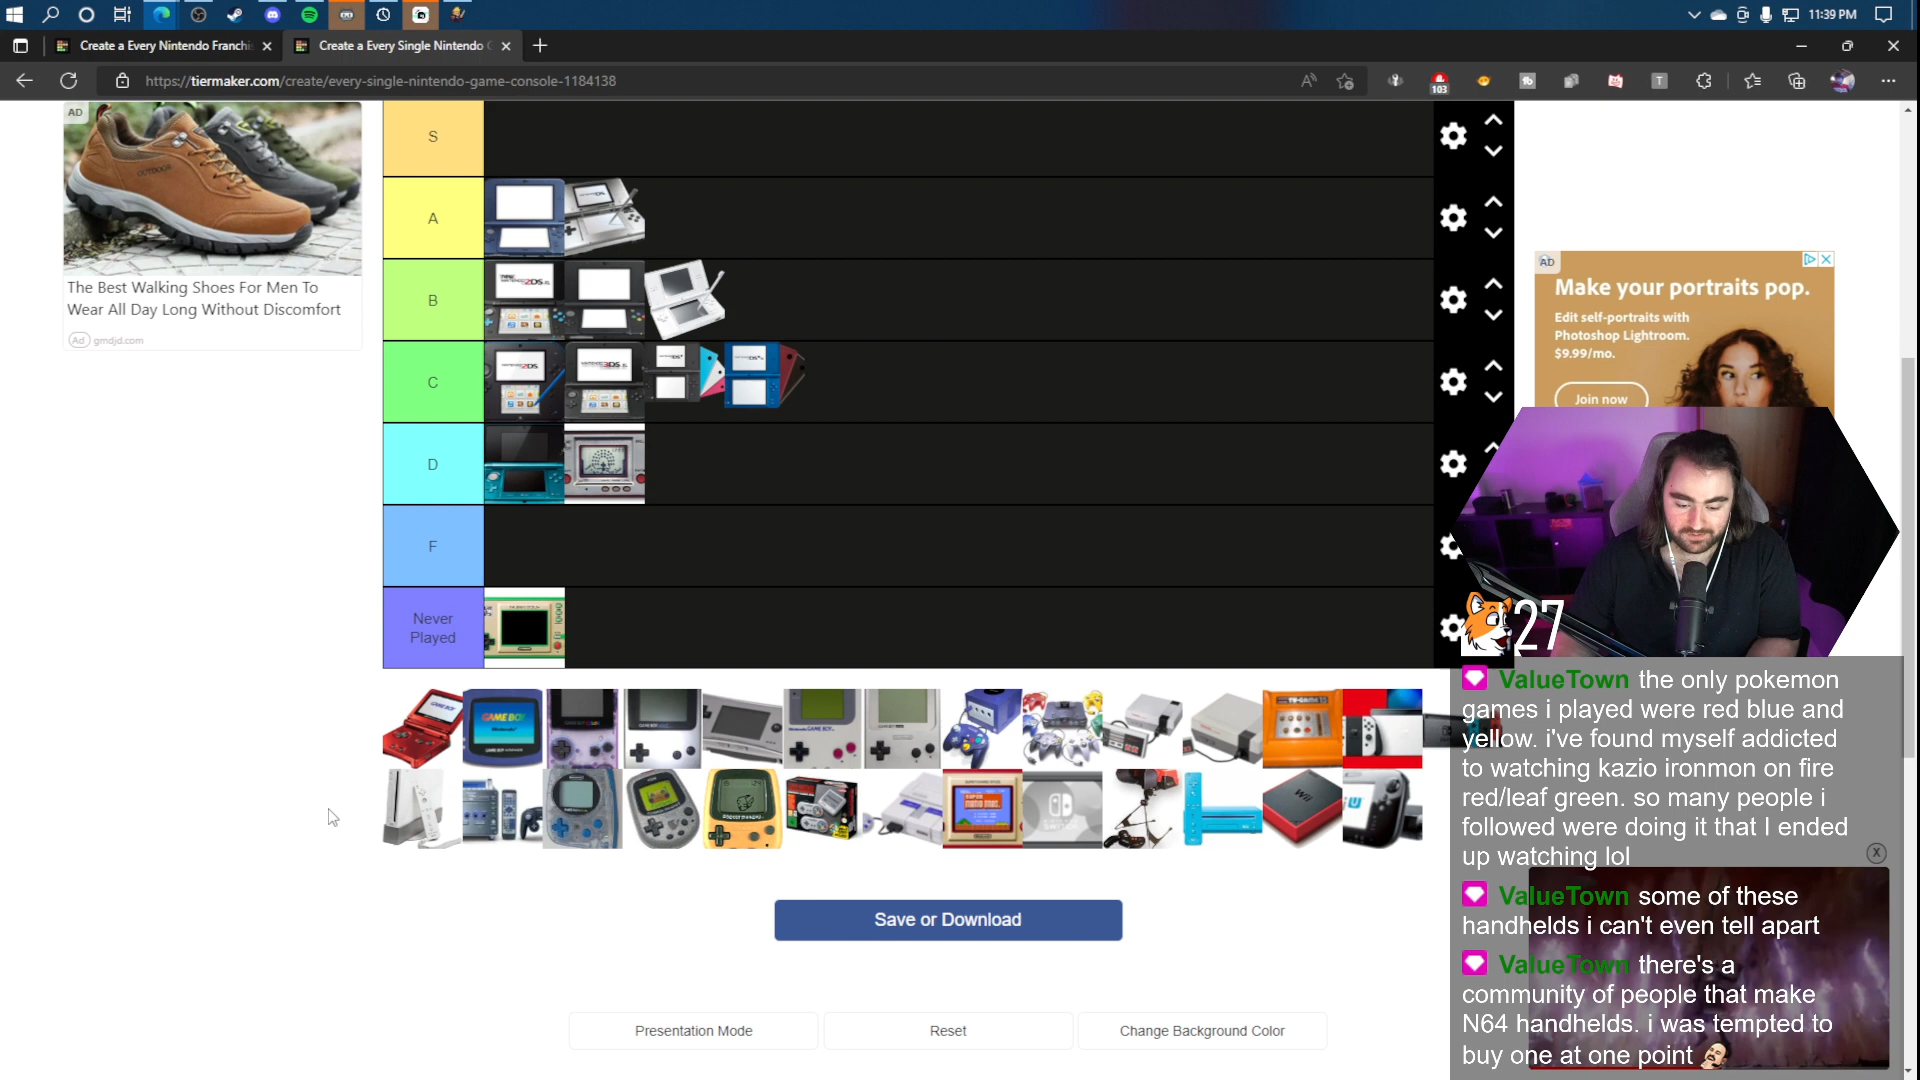 11:39 PM
Create a Every Nintendo Franchi
Create a Every Single Nintendo
https://tiermaker.com/create/every-single-nintendo-game-console-1184138
103
AD
OUTDOOR
The Best Walking Shoes For Men To
Wear All Day Long Without Discomfort
Ad gmdjd.com
S
A
B
C
D
F
Never
Played
AD
Make your portraits pop.
Edit self-portraits with
Photoshop Lightroom.
$9.99/mo.
Join now
27
ValueTown the only pokemon
games i played were red blue and
yellow. i've found myself addicted
to watching kazio ironmon on fire
red/leaf green. so many people i
followed were doing it that I ended
up watching lol
ValueTown some of these
handhelds i can't even tell apart
ValueTown there's a
community of people that make
N64 handhelds. i was tempted to
buy one at one point
GAME BOY
Wii
U
Save or Download
Presentation Mode
Reset
Change Background Color